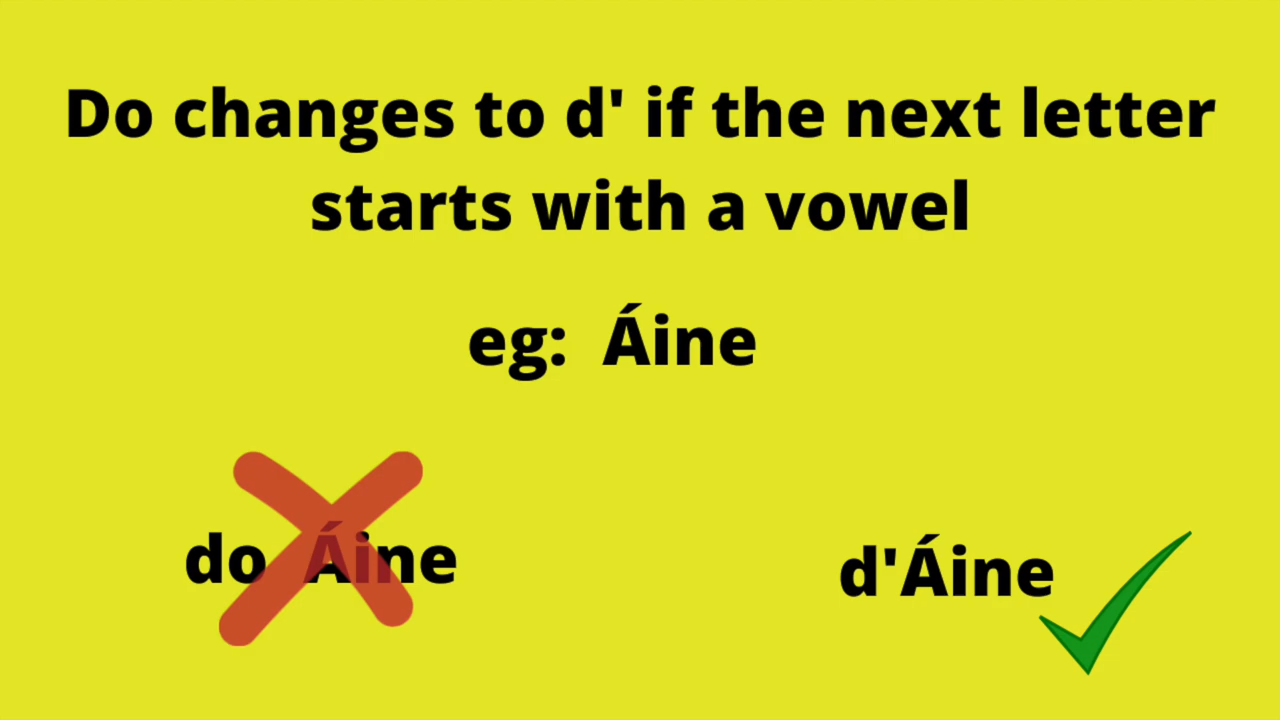 Do changes to d' if the next letter
starts with a vowel
eg: Áine
do Áine
d'Áine